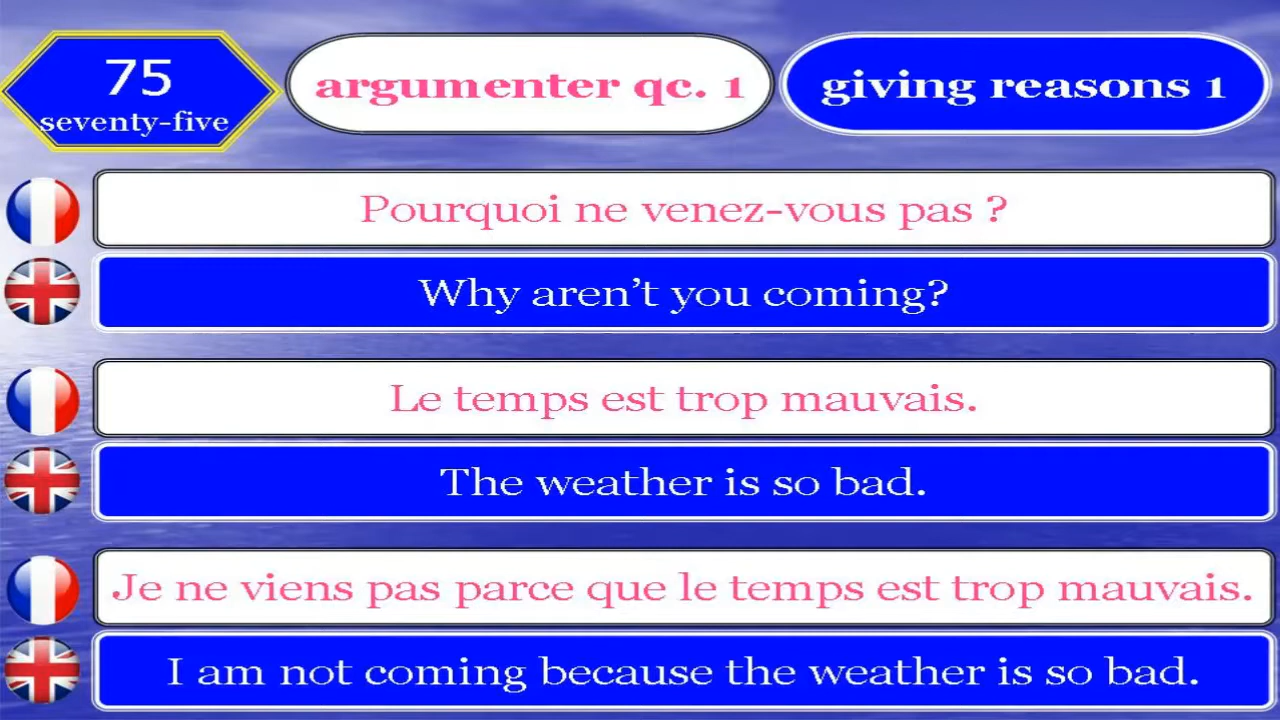 75
seventy-five
argumenter qc. 1
giving reasons 1
Pourquoi ne venez-vous pas ?
Why aren’t you coming?
Le temps est trop mauvais.
The weather is so bad.
Je ne viens pas parce que le temps est trop mauvais.
I am not coming because the weather is so bad.